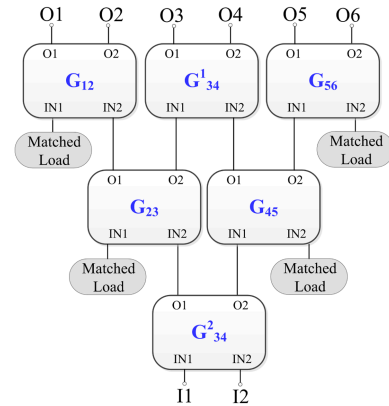 O1 O2 O3 O4 O5 O6
O1 O2 O1 O2 O1 O2
G12 G¹34 G56
IN1 IN2 IN1 IN2 IN1 IN2
Matched Load Matched Load
O1 O2 O1 O2
G23 G45
IN1 IN2 IN1 IN2
Matched Load Matched Load
O1 O2
G²34
IN1 IN2
I1 I2